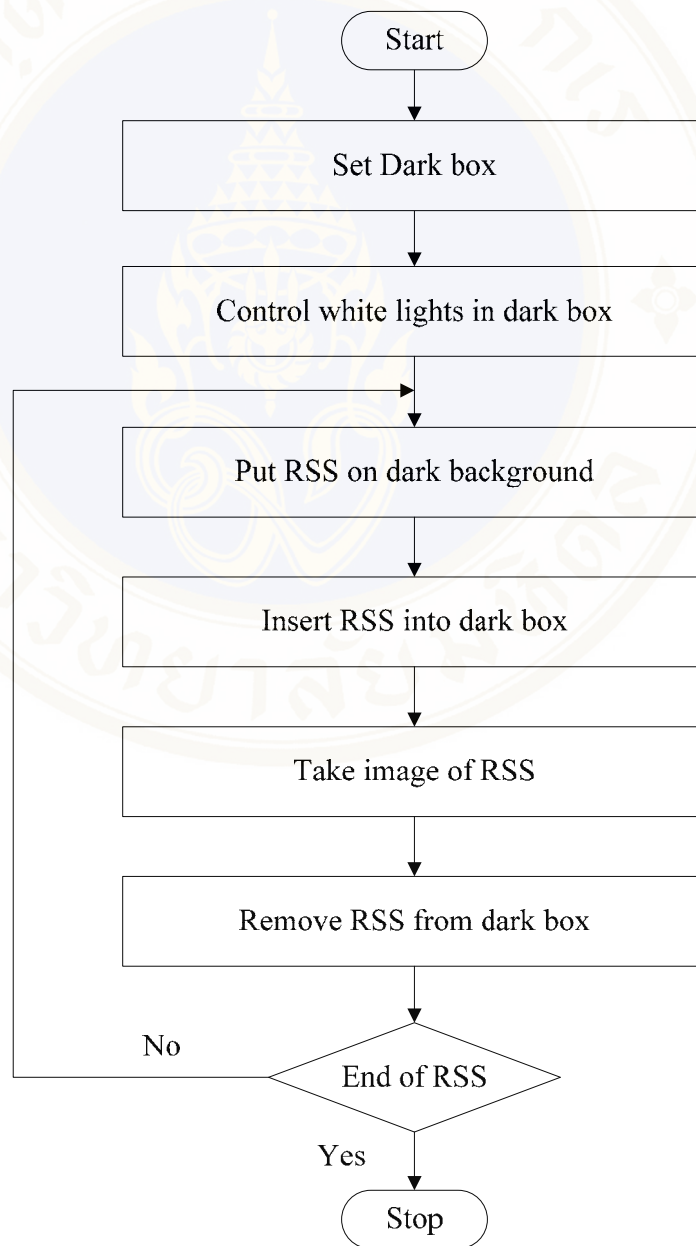 Start
Set Dark box
Control white lights in dark box
Put RSS on dark background
Insert RSS into dark box
Take image of RSS
Remove RSS from dark box
No
End of RSS
Yes
Stop